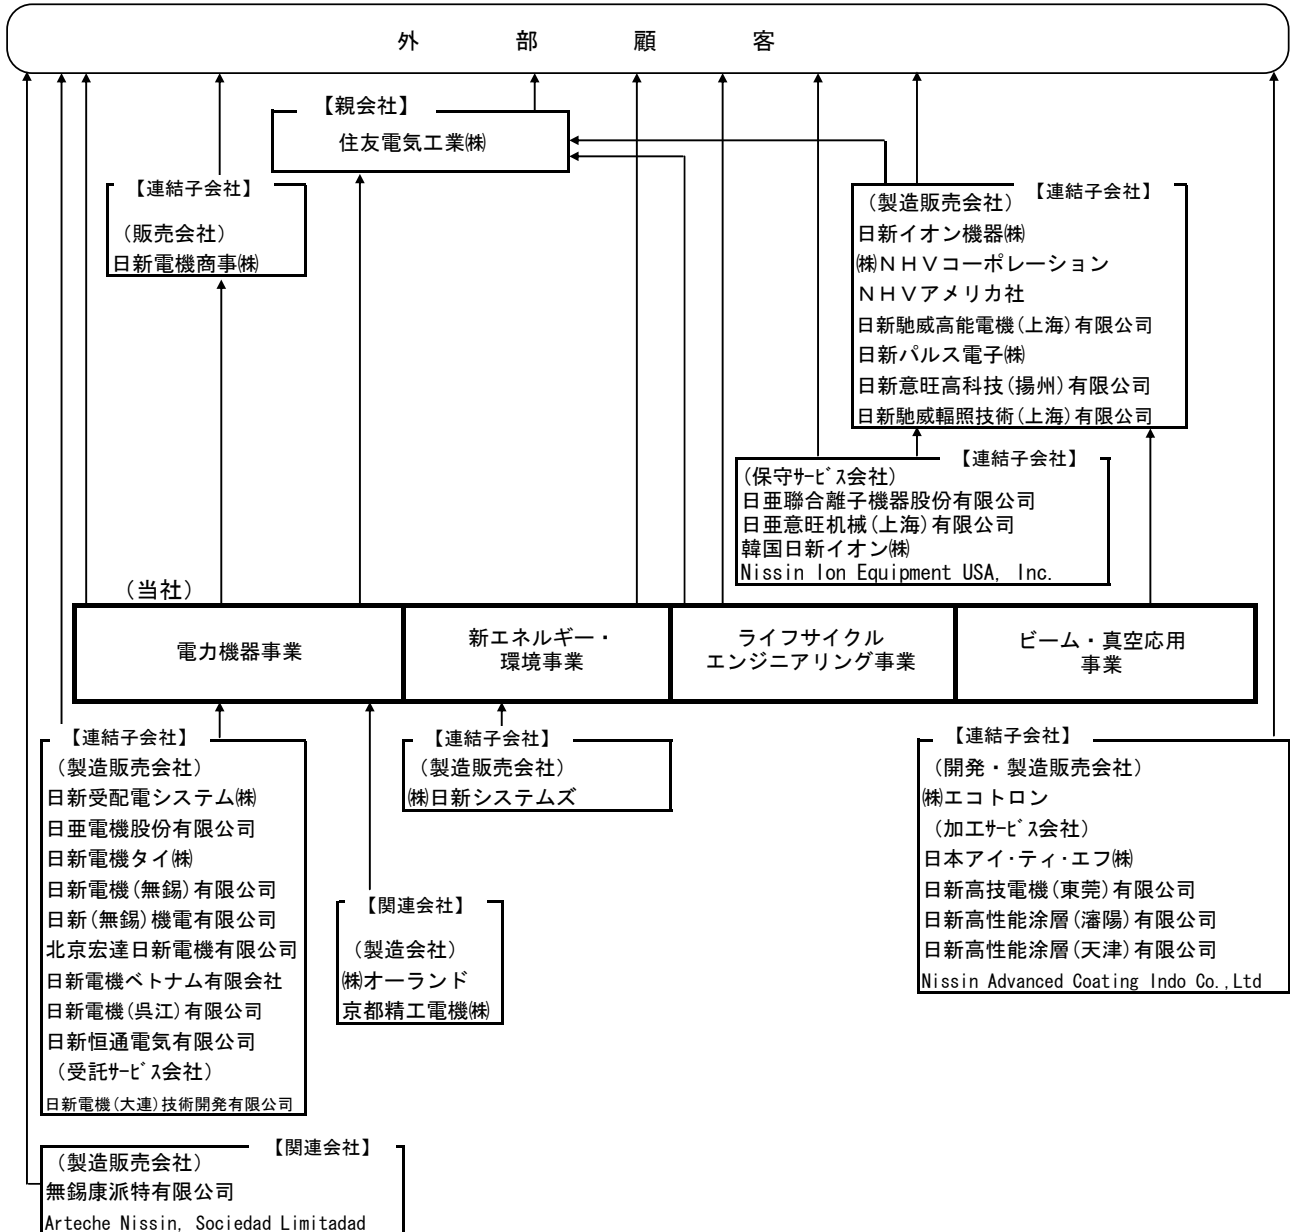 外部顧客
【親会社】
住友電気工業㈱
【連結子会社】
(販売会社)
日新電機商事㈱
【連結子会社】
(製造販売会社)
日新イオン機器㈱
㈱ＮＨＶコーポレーション
ＮＨＶアメリカ社
日新馳威高能電機(上海)有限公司
日新パルス電子㈱
日新意旺高科技(揚州)有限公司
日新馳威輻照技術(上海)有限公司
【連結子会社】
(保守ｻｰﾋﾞｽ会社)
日亜聯合離子機器股份有限公司
日亜意旺机械(上海)有限公司
韓国日新イオン㈱
Nissin Ion Equipment USA, Inc.
(当社)
電力機器事業
新エネルギー・
環境事業
ライフサイクル
エンジニアリング事業
ビーム・真空応用
事業
【連結子会社】
(製造販売会社)
日新受配電システム㈱
日亜電機股份有限公司
日新電機タイ㈱
日新電機(無錫)有限公司
日新(無錫)機電有限公司
北京宏達日新電機有限公司
日新電機ベトナム有限会社
日新電機(呉江)有限公司
日新恒通電気有限公司
(受託ｻｰﾋﾞｽ会社)
日新電機(大連)技術開発有限公司
【連結子会社】
(製造販売会社)
㈱日新システムズ
【関連会社】
(製造会社)
㈱オーランド
京都精工電機㈱
【連結子会社】
(開発・製造販売会社)
㈱エコトロン
(加工ｻｰﾋﾞｽ会社)
日本アイ･ティ･エフ㈱
日新高技電機(東莞)有限公司
日新高性能涂層(瀋陽)有限公司
日新高性能涂層(天津)有限公司
Nissin Advanced Coating Indo Co.,Ltd
【関連会社】
(製造販売会社)
無錫康派特有限公司
Arteche Nissin, Sociedad Limitadad